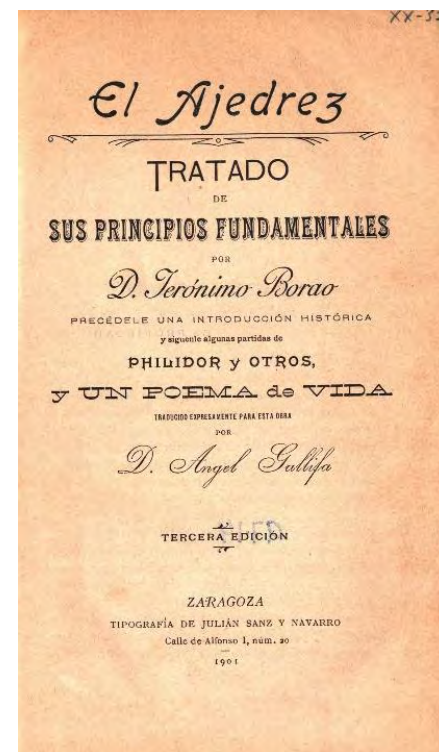 XX-
El Ajedrez
TRATADO
DE
SUS PRINCIPIOS FUNDAMENTALES
POR
D. Jerónimo Borao
PRECÉDELE UNA INTRODUCCIÓN HISTÓRICA
y síguenle algunas partidas de
PHILIDOR y OTROS,
y UN POEMA de VIDA
TRADUCIDO EXPRESAMENTE PARA ESTA OBRA
POR
D. Angel Gallifa
TERCERA EDICIÓN
ZARAGOZA
TIPOGRAFÍA DE JULIÁN SANZ Y NAVARRO
Calle de Alfonso I, núm. 20
1901